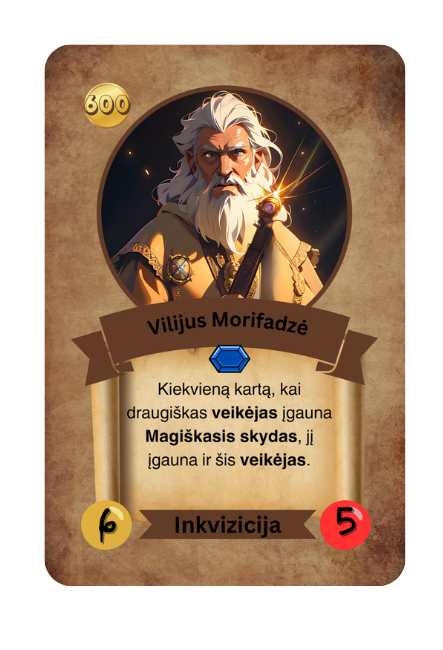 600
Vilijus Morifadzė
Kiekvieną kartą, kai
draugiškas veikėjas įgauna
Magiškasis skydas, jį
įgauna ir šis veikėjas.
6
Inkvizicija
5